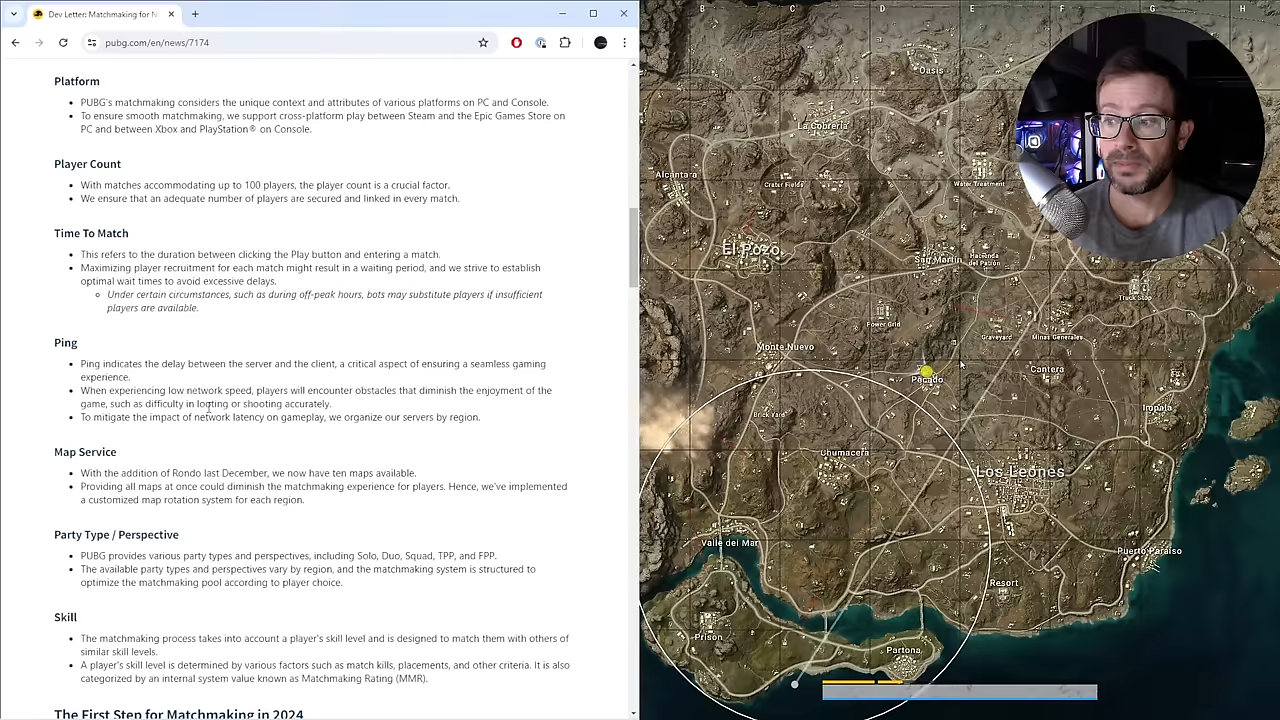 Dev Letter: Matchmaking for N
pubg.com/en/news/7174
Platform
PUBG's matchmaking considers the unique context and attributes of various platforms on PC and Console.
To ensure smooth matchmaking, we support cross-platform play between Steam and the Epic Games Store on
PC and between Xbox and PlayStation® on Console.
Player Count
With matches accommodating up to 100 players, the player count is a crucial factor.
We ensure that an adequate number of players are secured and linked in every match.
Time To Match
This refers to the duration between clicking the Play button and entering a match.
Maximizing player recruitment for each match might result in a waiting period, and we strive to establish
optimal wait times to avoid excessive delays.
Under certain circumstances, such as during off-peak hours, bots may substitute players if insufficient
players are available.
Ping
Ping indicates the delay between the server and the client, a critical aspect of ensuring a seamless gaming
experience.
When experiencing low network speed, players will encounter obstacles that diminish the enjoyment of the
game, such as difficulty in looting or shooting accurately.
To mitigate the impact of network latency on gameplay, we organize our servers by region.
Map Service
With the addition of Rondo last December, we now have ten maps available.
Providing all maps at once could diminish the matchmaking experience for players. Hence, we've implemented
a customized map rotation system for each region.
Party Type / Perspective
PUBG provides various party types and perspectives, including Solo, Duo, Squad, TPP, and FPP.
The available party types and perspectives vary by region, and the matchmaking system is structured to
optimize the matchmaking pool according to player choice.
Skill
The matchmaking process takes into account a player's skill level and is designed to match them with others of
similar skill levels.
A player's skill level is determined by various factors such as match kills, placements, and other criteria. It is also
categorized by an internal system value known as Matchmaking Rating (MMR).
The First Step for Matchmaking in 2024
B C D E F G H
Oasis
La Cobreria
Alcantara
Crater Fields
Water Treatment
El Pozo
San Martin
Hacienda
del Patrón
Truck Stop
Power Grid
Graveyard
Minas Generales
Monte Nuevo
Pecado
Cantera
Brick Yard
Impala
Chumacera
Los Leones
Valle del Mar
Puerto Paraiso
Resort
Prison
Partona